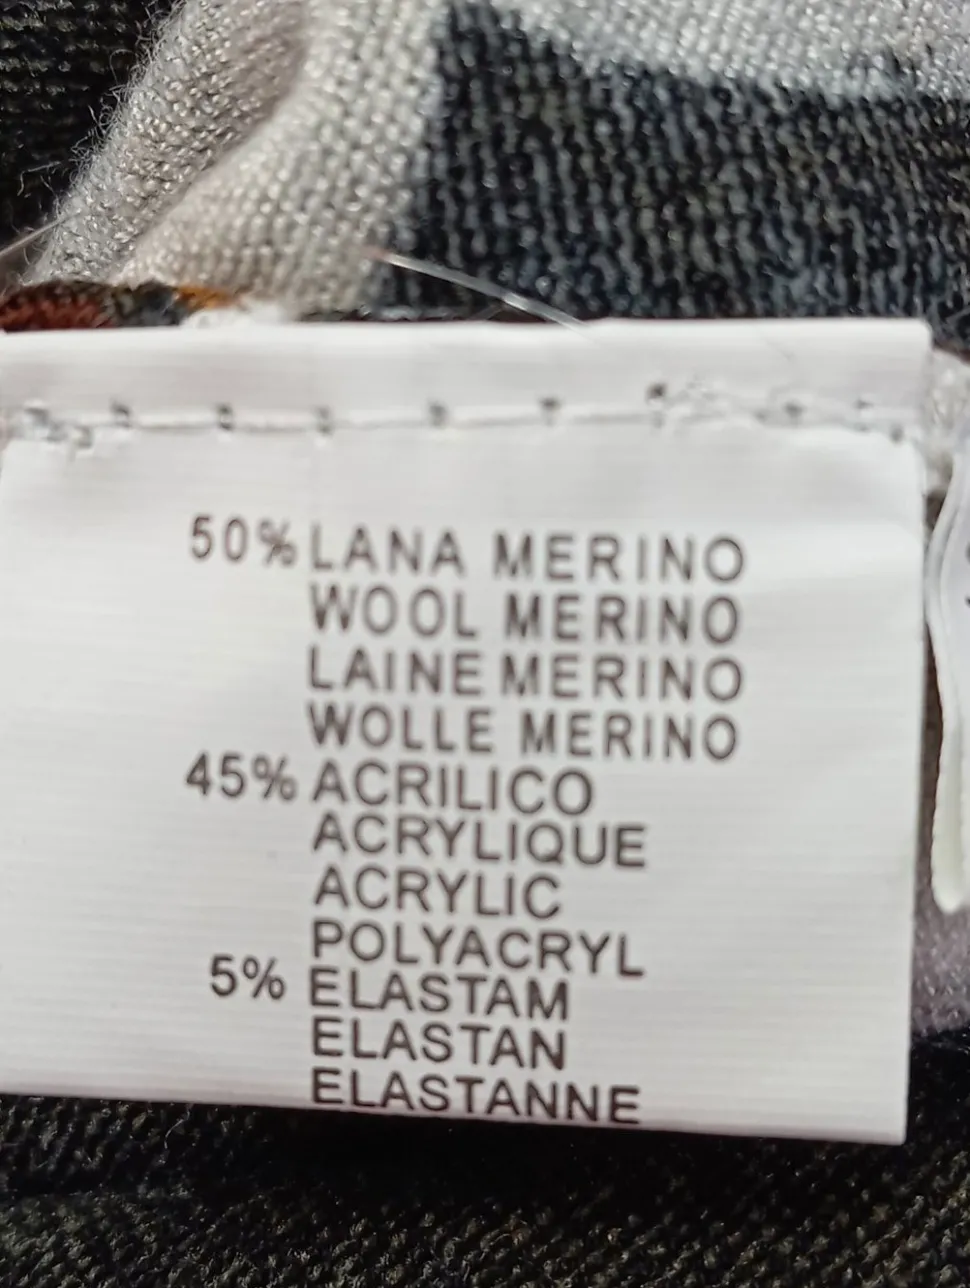 50% LANA MERINO
WOOL MERINO
LAINE MERINO
WOLLE MERINO
45% ACRILICO
ACRYLIQUE
ACRYLIC
POLYACRYL
5% ELASTAM
ELASTAN
ELASTANNE